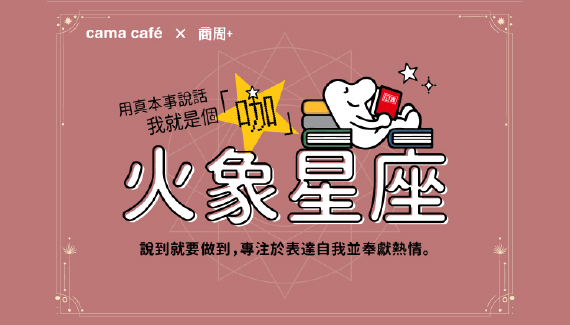 cama café × 商周+
用真本事說話
我就是個「咖」
火象星座
說到就要做到，專注於表達自我並奉獻熱情。